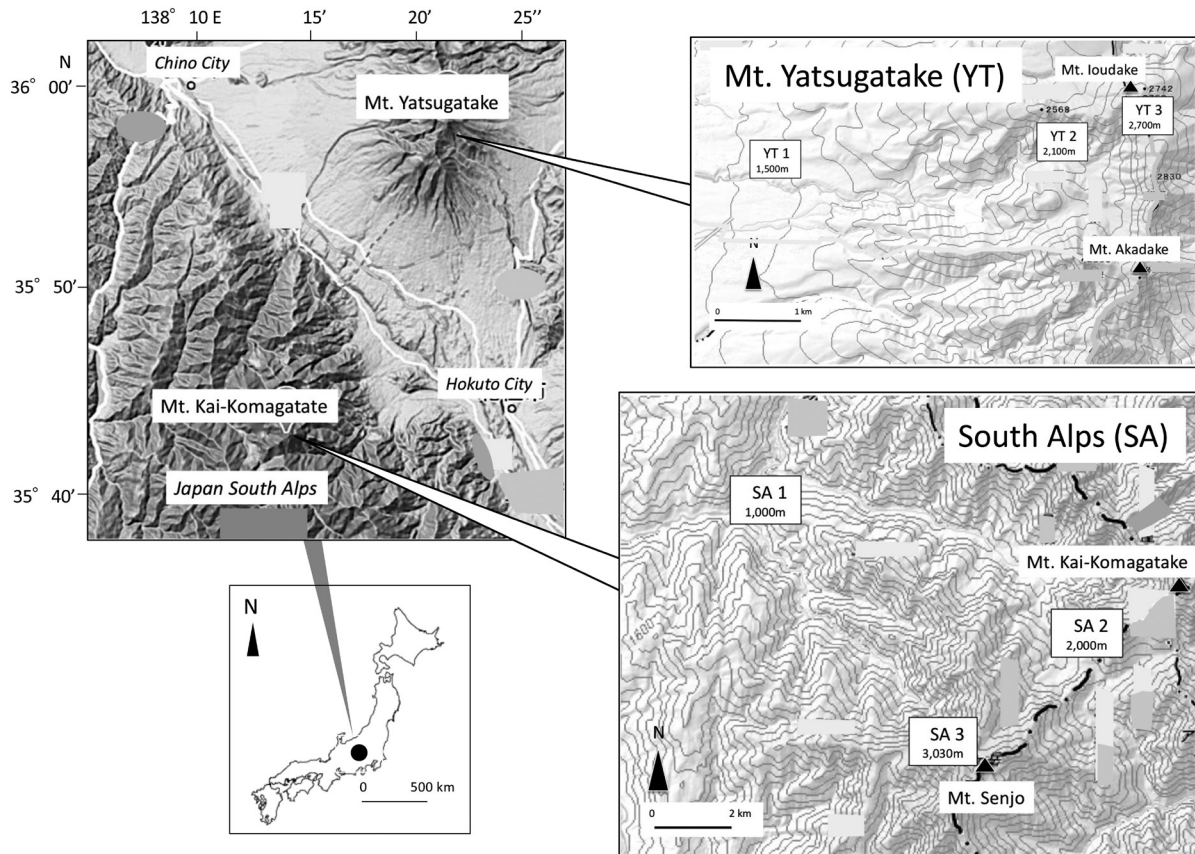 138° 10 E 15' 20' 25''
N
36° 00'
35° 50'
35° 40'
Chino City
Mt. Yatsugatake
Hokuto City
Mt. Kai-Komagatate
Japan South Alps
Mt. Yatsugatake (YT)
Mt. Ioudake
2742
YT 3
2,700m
2568
YT 2
2,100m
YT 1
1,500m
2830
Mt. Akadake
N
0 1 km
South Alps (SA)
SA 1
1,000m
Mt. Kai-Komagatake
1600
SA 2
2,000m
SA 3
3,030m
Mt. Senjo
N
0 2 km
N
0 500 km